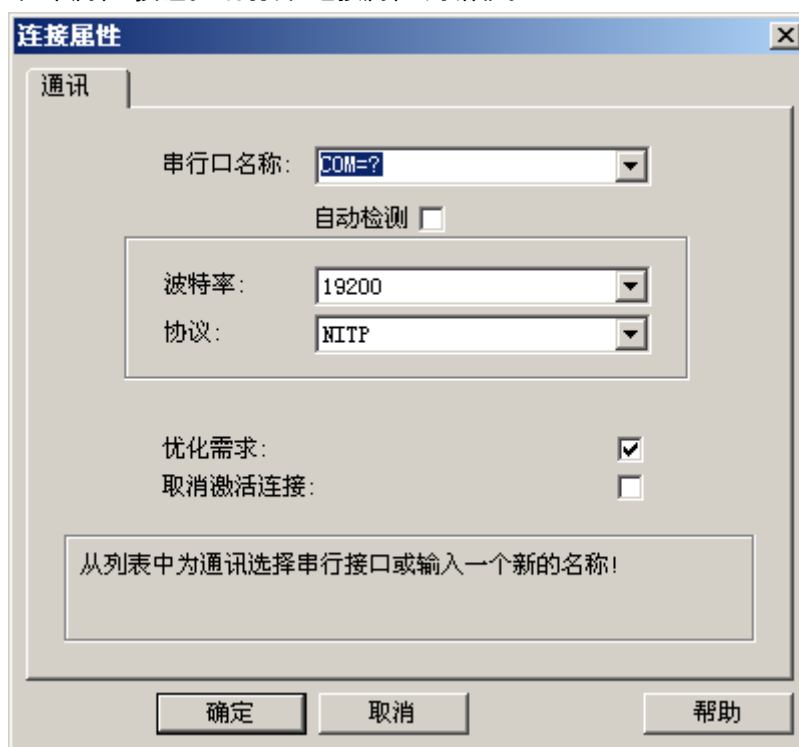 连接属性
通讯
串行口名称: COM=?
自动检测
波特率: 19200
协议: NITP
优化需求:
取消激活连接:
从列表中为通讯选择串行接口或输入一个新的名称!
确定 取消 帮助